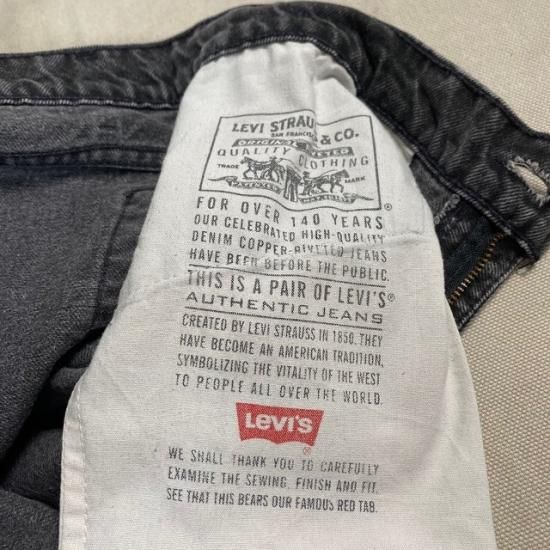 LEVI STRAUSS & CO.
SAN FRANCISCO
ORIGINAL RIVETED
QUALITY CLOTHING
TRADE MARK
PATENTED
®
FOR OVER 140 YEARS
OUR CELEBRATED HIGH-QUALITY
DENIM COPPER-RIVETED JEANS
HAVE BEEN BEFORE THE PUBLIC.
THIS IS A PAIR OF LEVI'S®
AUTHENTIC JEANS
CREATED BY LEVI STRAUSS IN 1850. THEY
HAVE BECOME AN AMERICAN TRADITION,
SYMBOLIZING THE VITALITY OF THE WEST
TO PEOPLE ALL OVER THE WORLD.
Levi's
®
WE SHALL THANK YOU TO CAREFULLY
EXAMINE THE SEWING, FINISH AND FIT.
SEE THAT THIS BEARS OUR FAMOUS RED TAB.